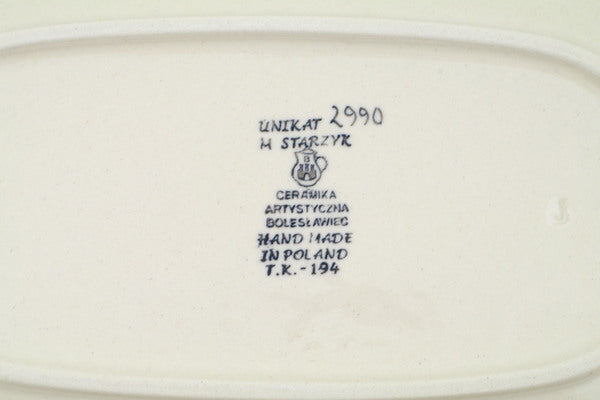 UNIKAT 2990
M STARZYK
B
CERAMIKA
ARTYSTYCZNA
BOLESŁAWIEC
HAND MADE
IN POLAND
T.K.-194